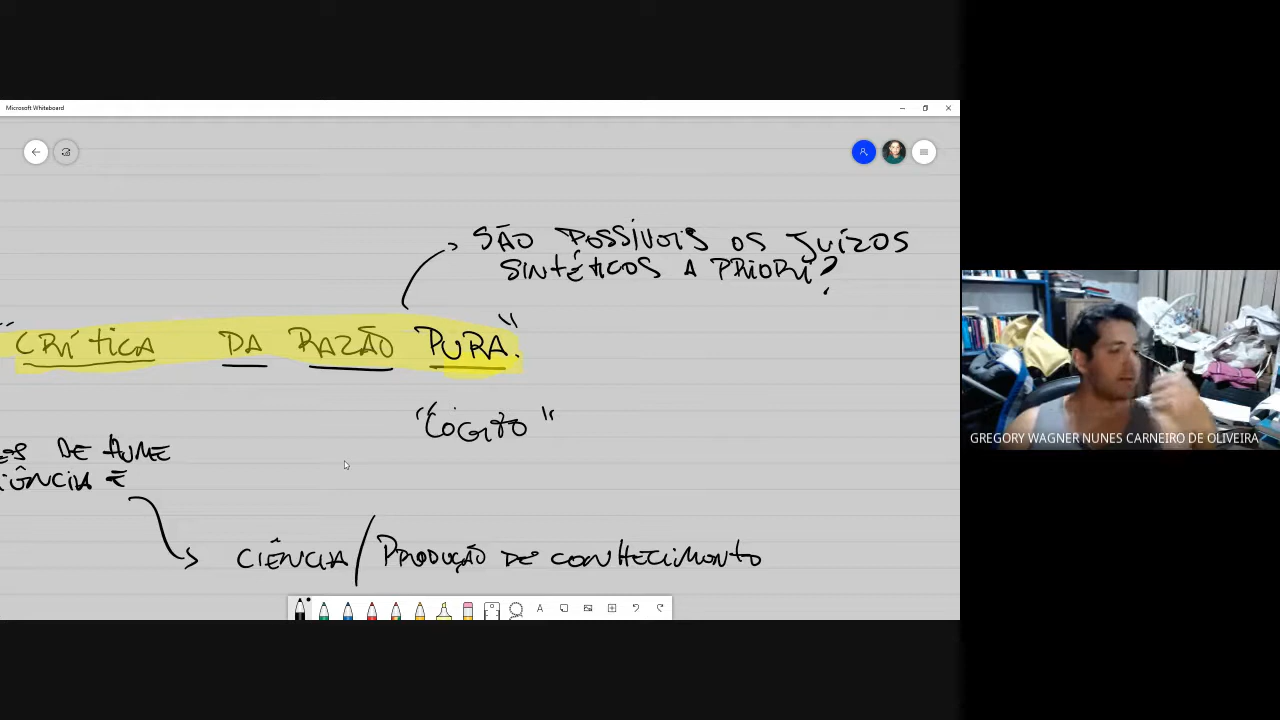 Microsoft Whiteboard
SÃO POSSÍVEIS OS JUÍZOS
SINTÉTICOS A PRIORI?
"CRÍTICA DA RAZÃO PURA".
"COGITO"
DE HUME
CIÊNCIA / PRODUÇÃO DE CONHECIMENTO
GREGORY WAGNER NUNES CARNEIRO DE OLIVEIRA
A